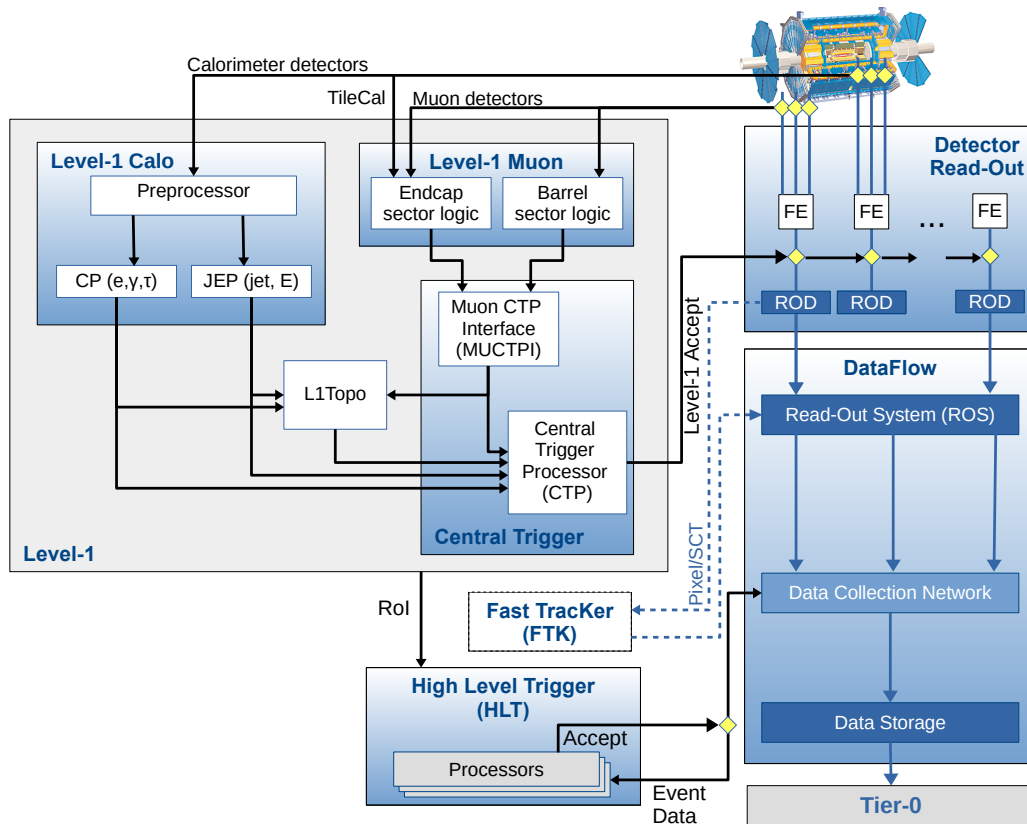 Calorimeter detectors
TileCal
Muon detectors
Detector
Read-Out
Level-1 Calo
Preprocessor
CP (e,γ,τ)
JEP (jet, E)
Level-1 Muon
Endcap
sector logic
Barrel
sector logic
FE
FE
...
FE
ROD
ROD
ROD
Muon CTP
Interface
(MUCTPI)
L1Topo
Central
Trigger
Processor
(CTP)
Central Trigger
Level-1
Level-1 Accept
DataFlow
Read-Out System (ROS)
Pixel/SCT
Data Collection Network
RoI
Fast TracKer
(FTK)
High Level Trigger
(HLT)
Accept
Processors
Event
Data
Data Storage
Tier-0